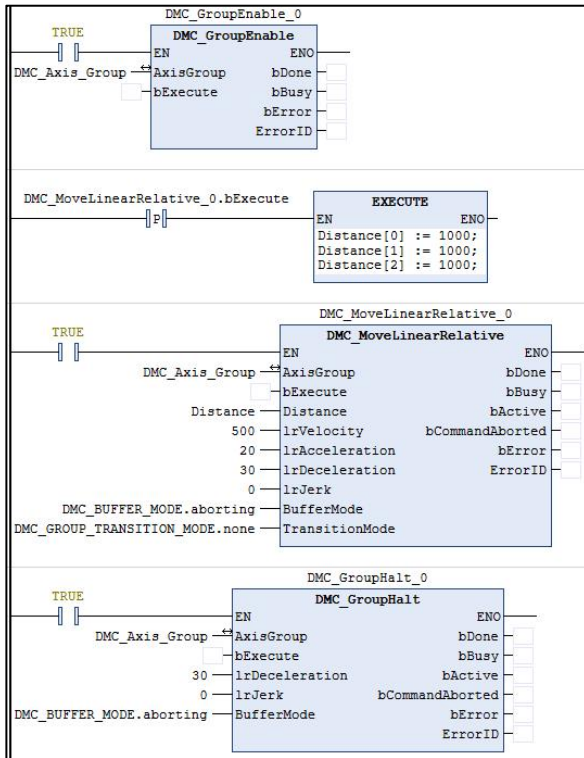 DMC_GroupEnable_0
TRUE
DMC_GroupEnable
EN ENO
DMC_Axis_Group AxisGroup bDone
bExecute bBusy
bError
ErrorID
DMC_MoveLinearRelative_0.bExecute
P
EXECUTE
EN ENO
Distance[0] := 1000;
Distance[1] := 1000;
Distance[2] := 1000;
DMC_MoveLinearRelative_0
TRUE
DMC_MoveLinearRelative
EN ENO
DMC_Axis_Group AxisGroup bDone
bExecute bBusy
Distance Distance bActive
500 lrVelocity bCommandAborted
20 lrAcceleration bError
30 lrDeceleration ErrorID
0 lrJerk
DMC_BUFFER_MODE.aborting BufferMode
DMC_GROUP_TRANSITION_MODE.none TransitionMode
DMC_GroupHalt_0
TRUE
DMC_GroupHalt
EN ENO
DMC_Axis_Group AxisGroup bDone
bExecute bBusy
30 lrDeceleration bActive
0 lrJerk bCommandAborted
DMC_BUFFER_MODE.aborting BufferMode bError
ErrorID